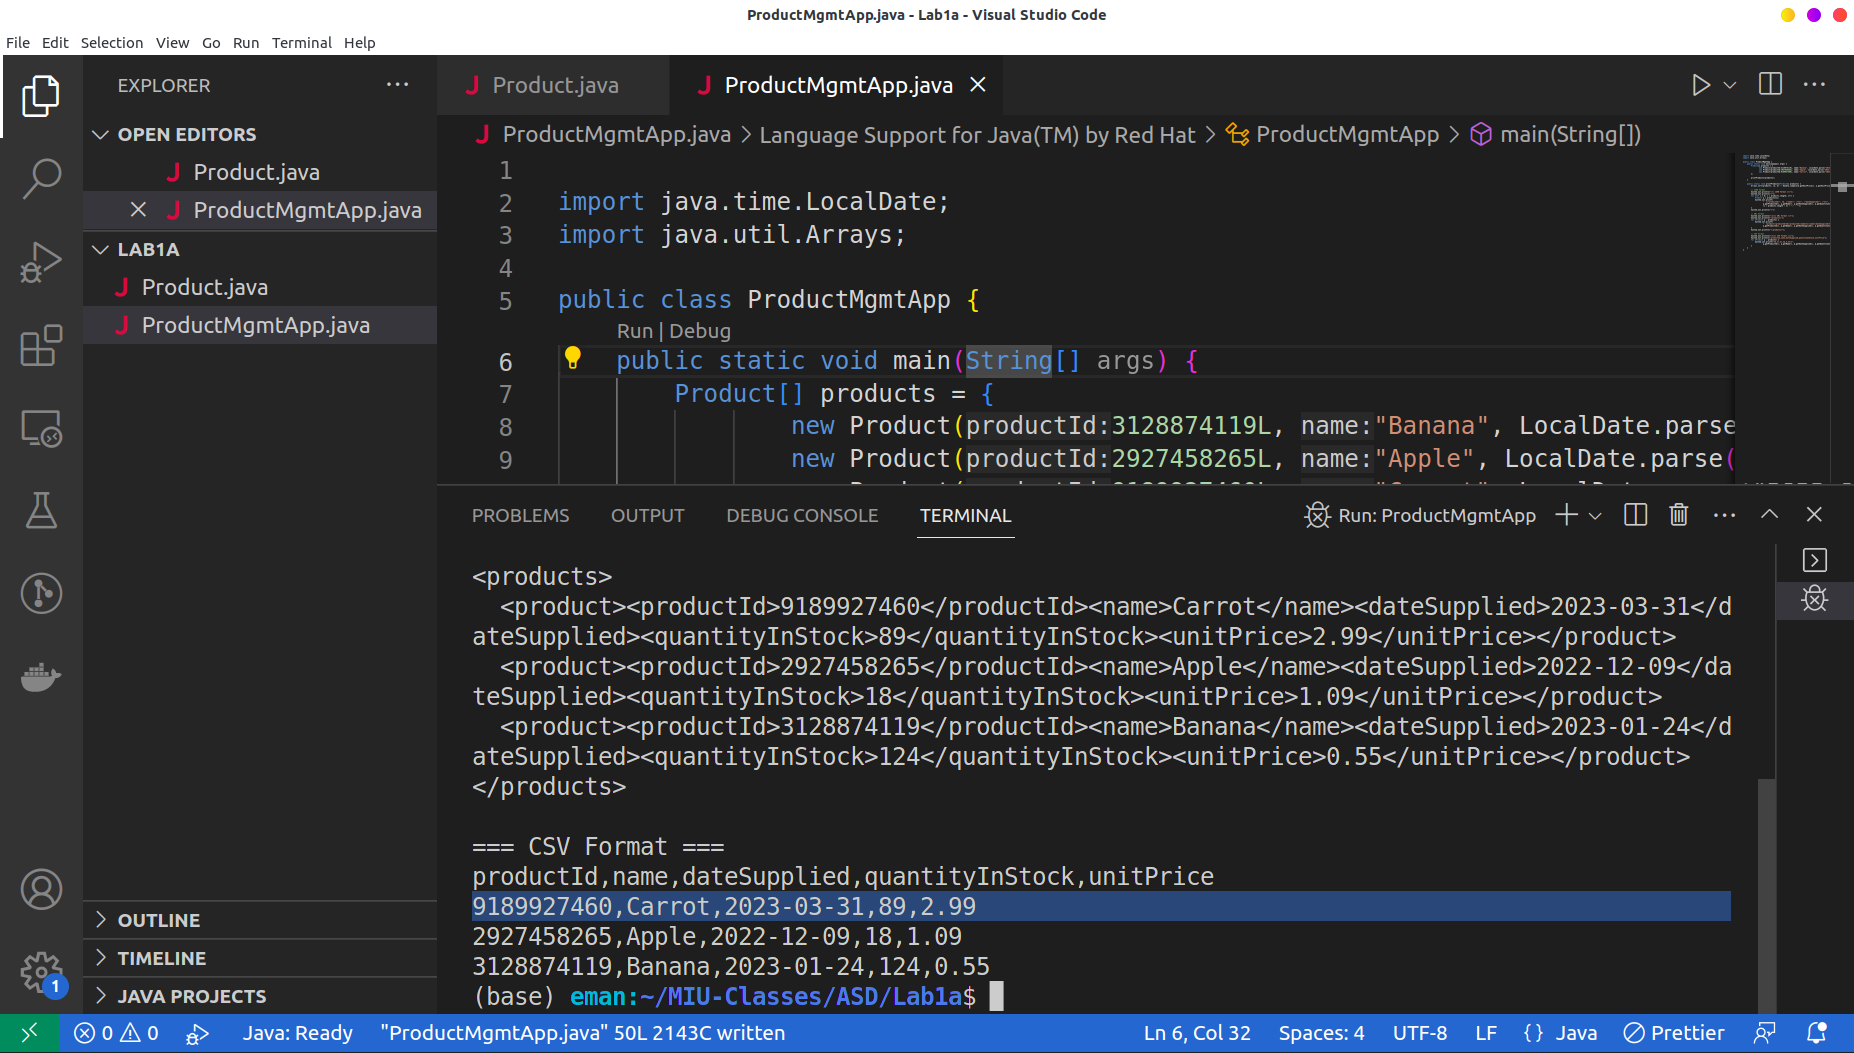 ProductMgmtApp.java - Lab1a - Visual Studio Code
File Edit Selection View Go Run Terminal Help
EXPLORER
OPEN EDITORS
Product.java
ProductMgmtApp.java
LAB1A
Product.java
ProductMgmtApp.java
OUTLINE
TIMELINE
JAVA PROJECTS
Product.java ProductMgmtApp.java
ProductMgmtApp.java > Language Support for Java(TM) by Red Hat > ProductMgmtApp > main(String[])
1
2 import java.time.LocalDate;
3 import java.util.Arrays;
4
5 public class ProductMgmtApp {
Run | Debug
6 public static void main(String[] args) {
7 Product[] products = {
8 new Product(productId:3128874119L, name:"Banana", LocalDate.parse
9 new Product(productId:2927458265L, name:"Apple", LocalDate.parse(
PROBLEMS OUTPUT DEBUG CONSOLE TERMINAL
Run: ProductMgmtApp
<products>
<product><productId>9189927460</productId><name>Carrot</name><dateSupplied>2023-03-31</d
ateSupplied><quantityInStock>89</quantityInStock><unitPrice>2.99</unitPrice></product>
<product><productId>2927458265</productId><name>Apple</name><dateSupplied>2022-12-09</da
teSupplied><quantityInStock>18</quantityInStock><unitPrice>1.09</unitPrice></product>
<product><productId>3128874119</productId><name>Banana</name><dateSupplied>2023-01-24</d
ateSupplied><quantityInStock>124</quantityInStock><unitPrice>0.55</unitPrice></product>
</products>
=== CSV Format ===
productId,name,dateSupplied,quantityInStock,unitPrice
9189927460,Carrot,2023-03-31,89,2.99
2927458265,Apple,2022-12-09,18,1.09
3128874119,Banana,2023-01-24,124,0.55
(base) eman:~/MIU-Classes/ASD/Lab1a$
1
0 0 Java: Ready "ProductMgmtApp.java" 50L 2143C written Ln 6, Col 32 Spaces: 4 UTF-8 LF {} Java Prettier